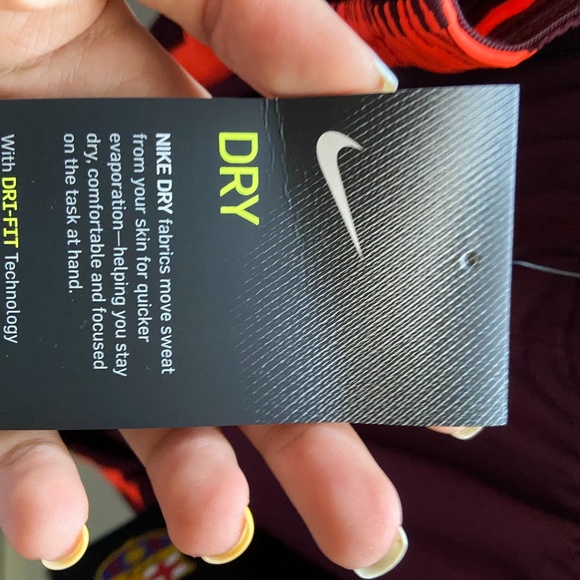 DRY
NIKE DRY fabrics move sweat
from your skin for quicker
evaporation—helping you stay
dry, comfortable and focused
on the task at hand.
With DRI-FIT Technology